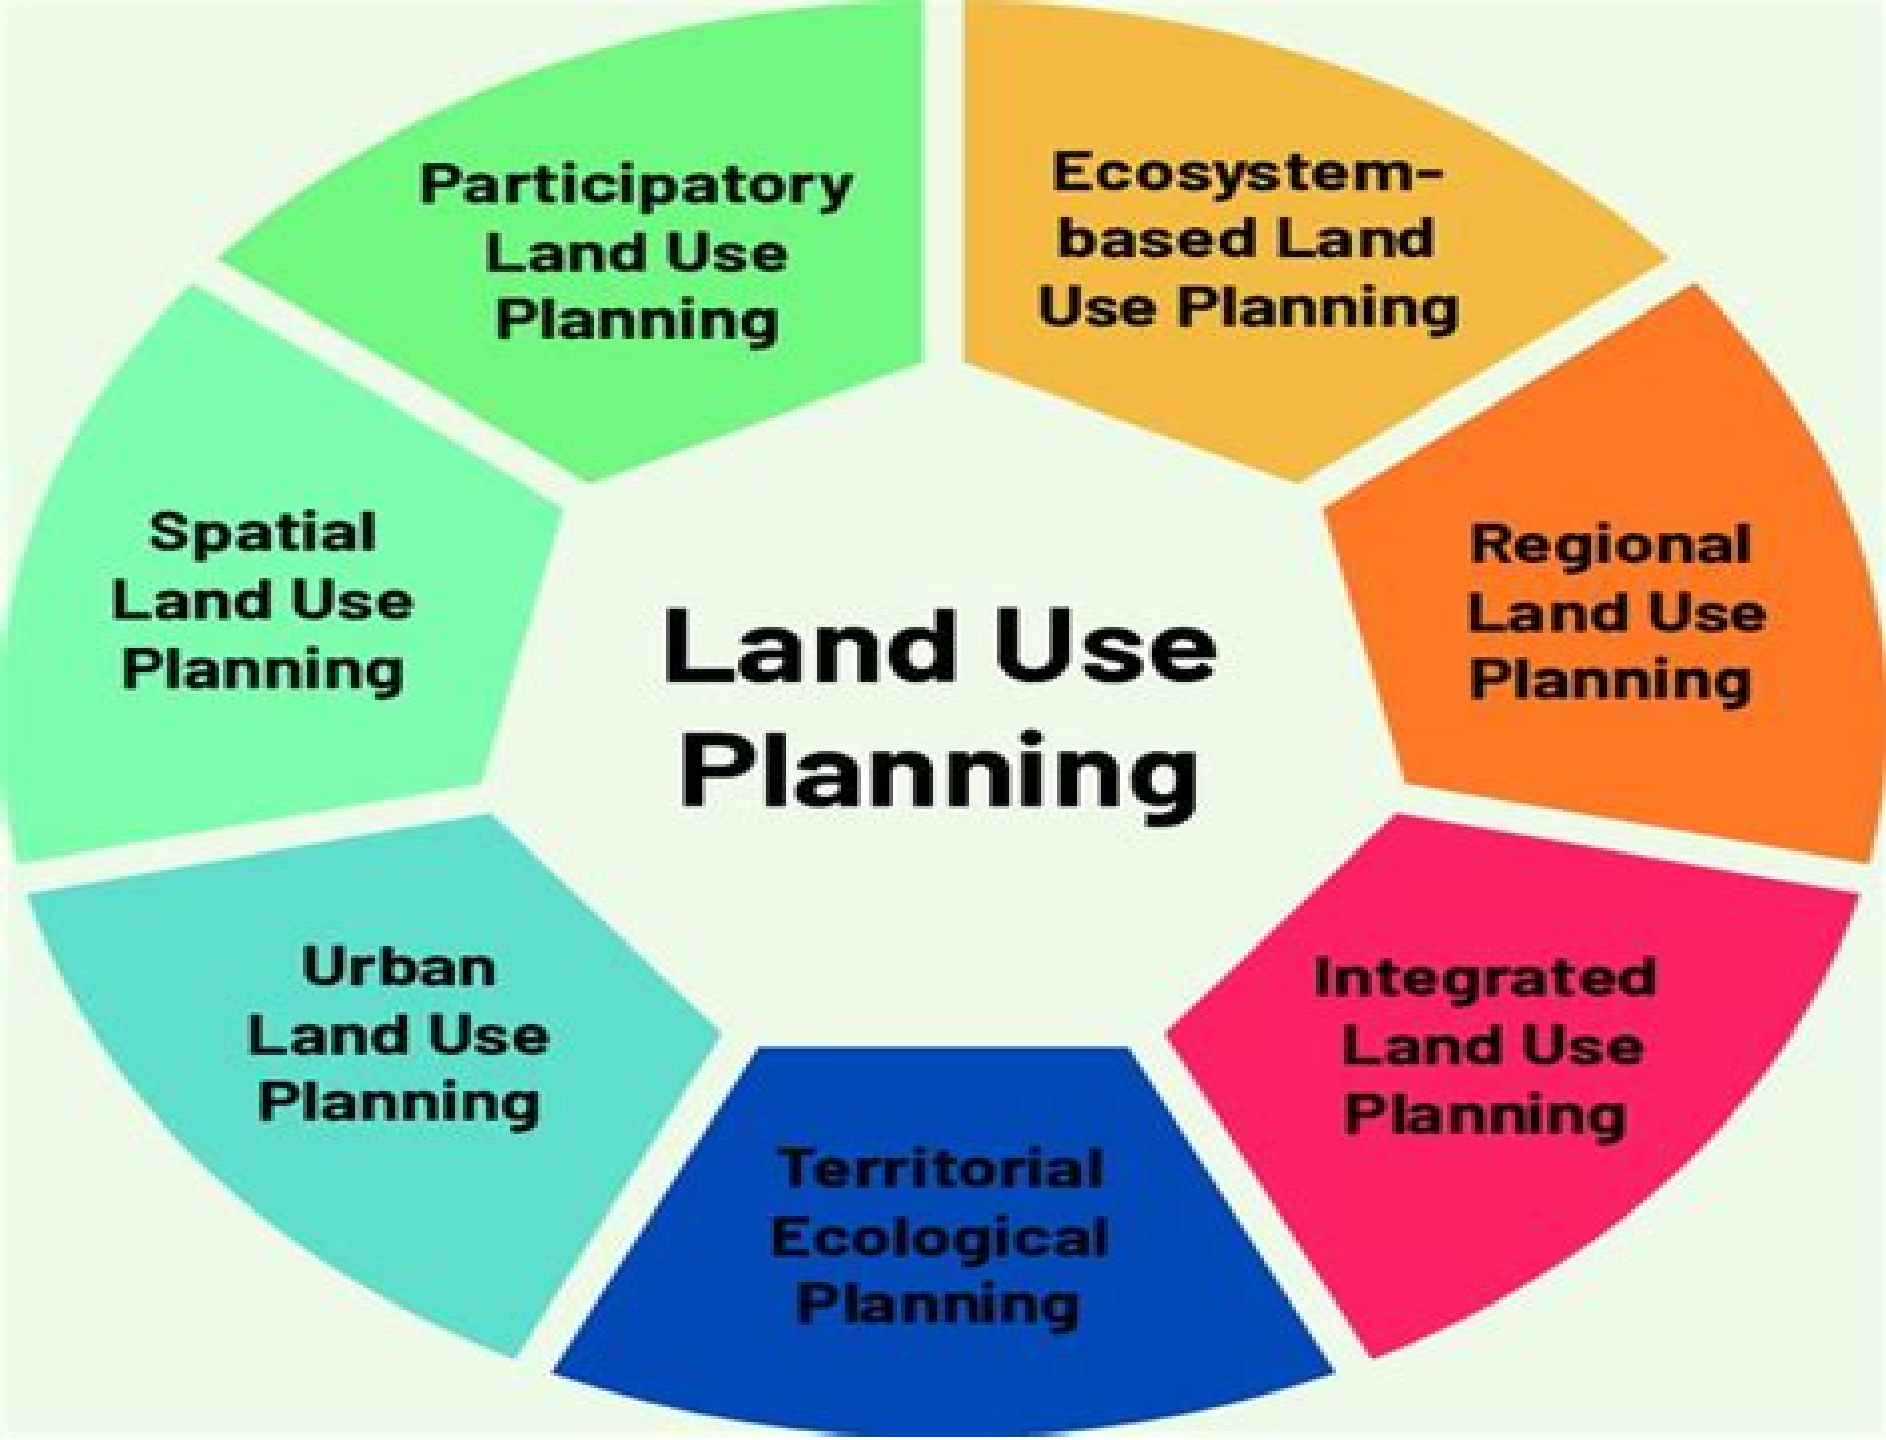 Participatory
Land Use
Planning
Ecosystem-
based Land
Use Planning
Spatial
Land Use
Planning
Land Use
Planning
Regional
Land Use
Planning
Urban
Land Use
Planning
Integrated
Land Use
Planning
Territorial
Ecological
Planning